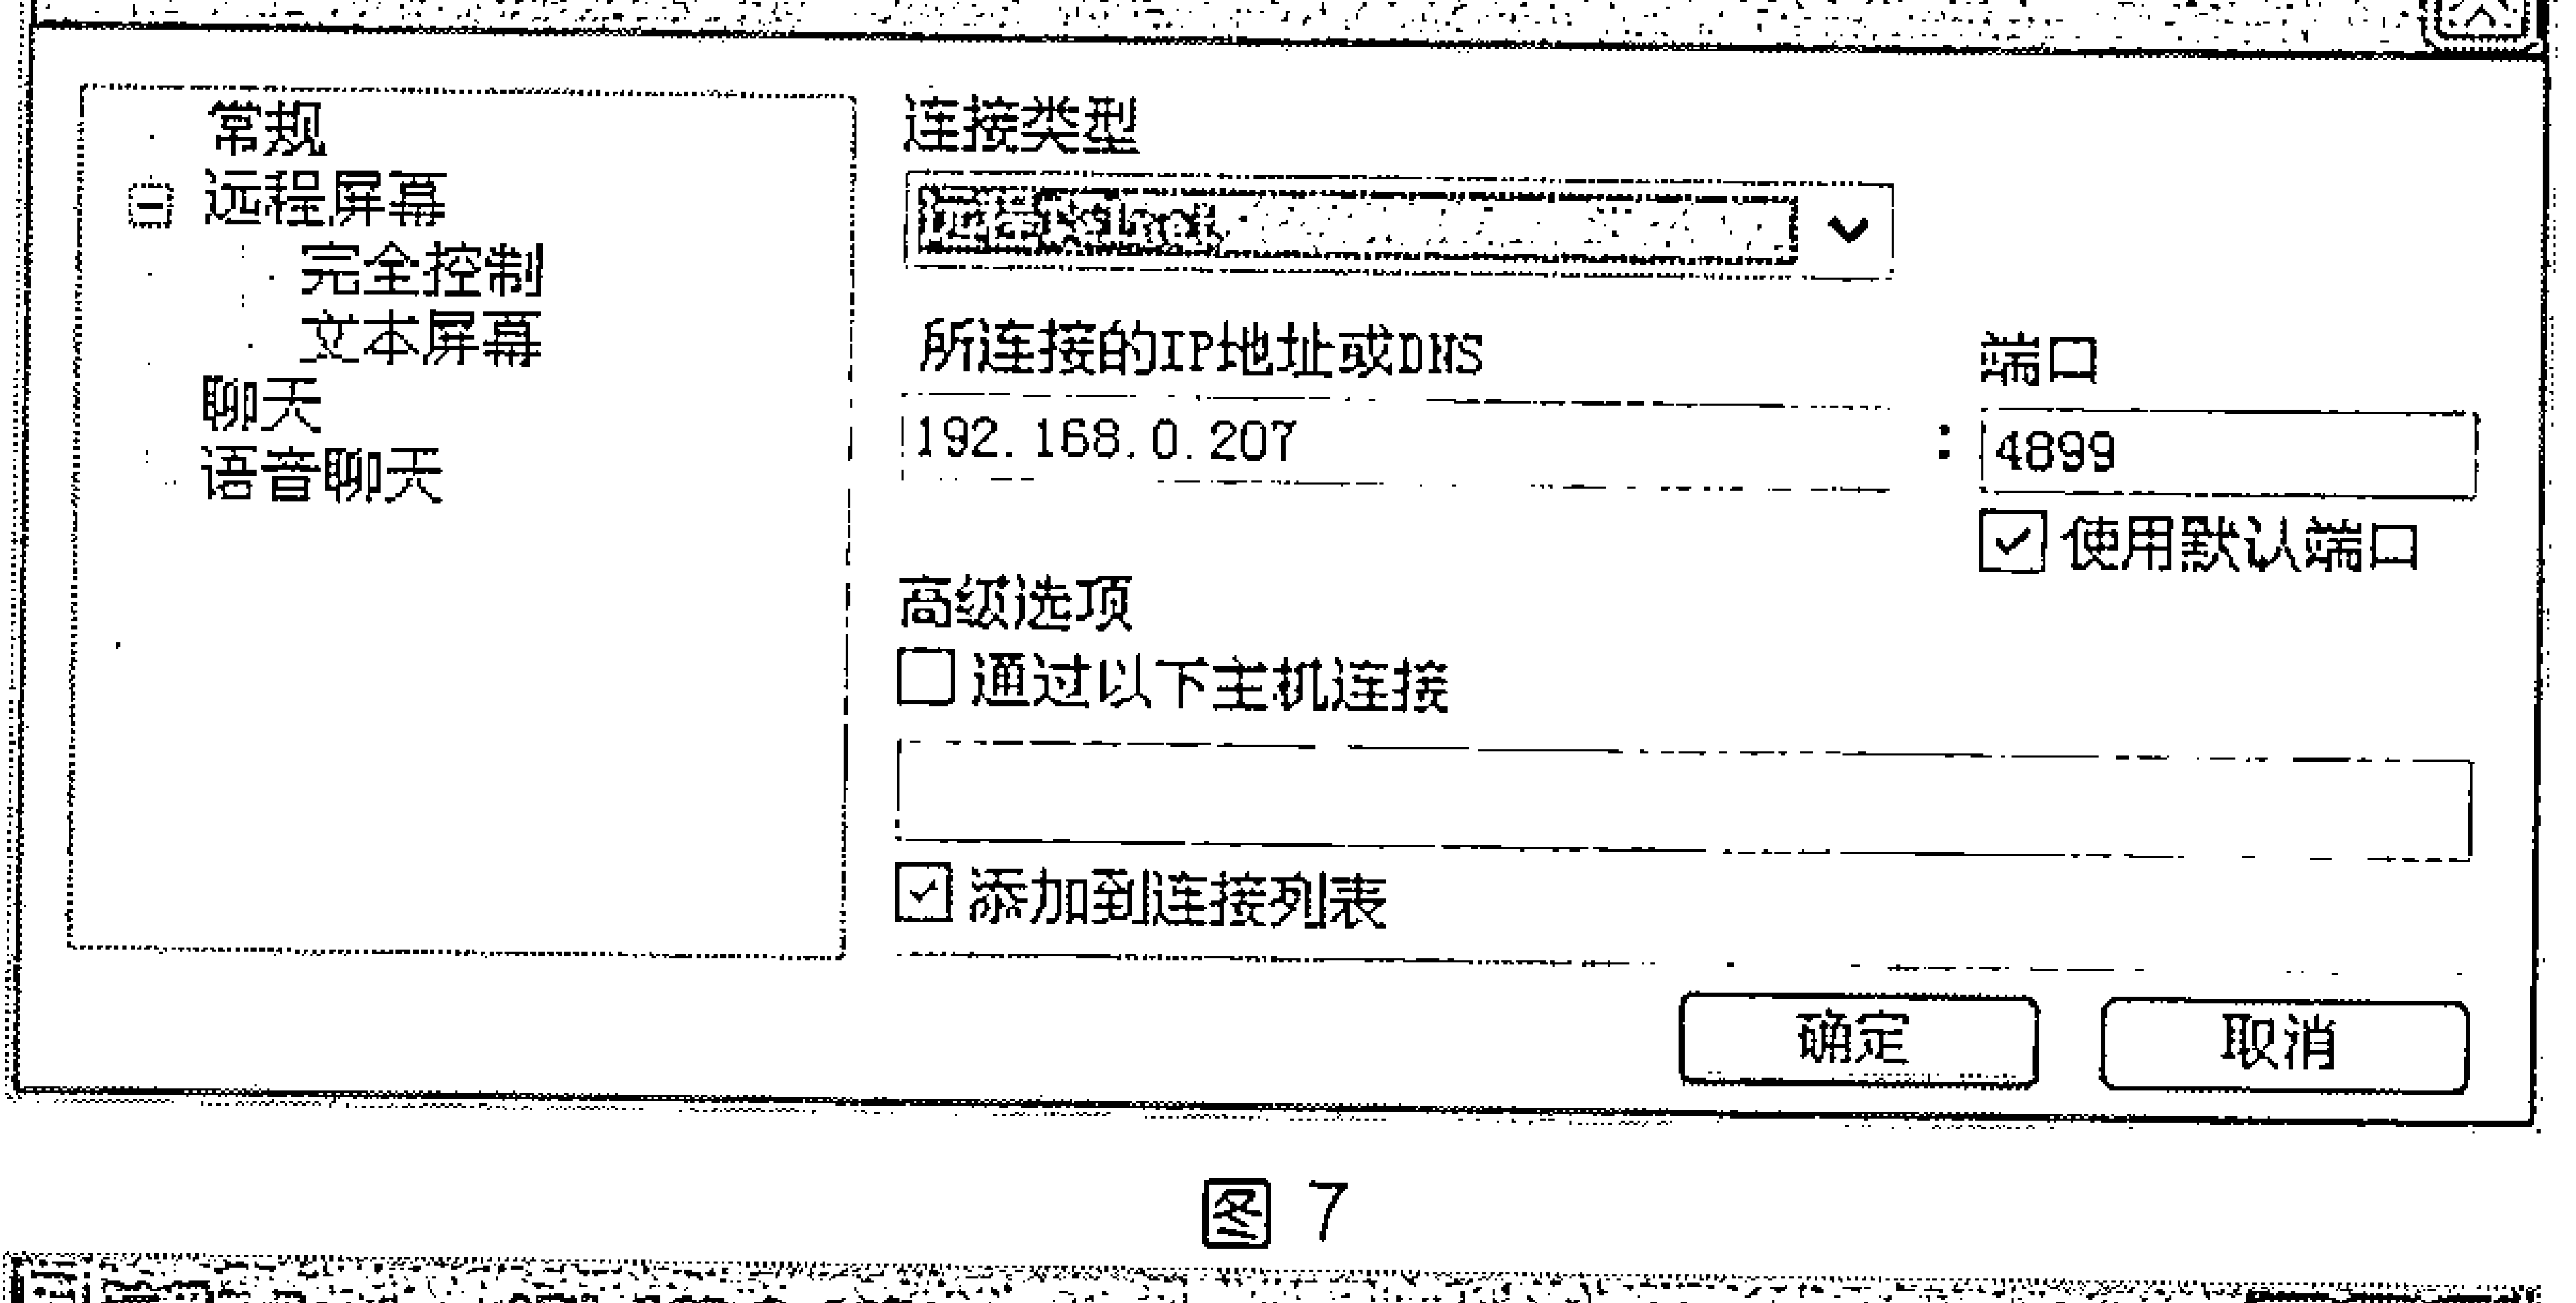 常规
远程屏幕
完全控制
文本屏幕
聊天
语音聊天
连接类型
所连接的IP地址或DNS
端口
192.168.0.207
:
4899
使用默认端口
高级选项
通过以下主机连接
添加到连接列表
确定
取消
图 7